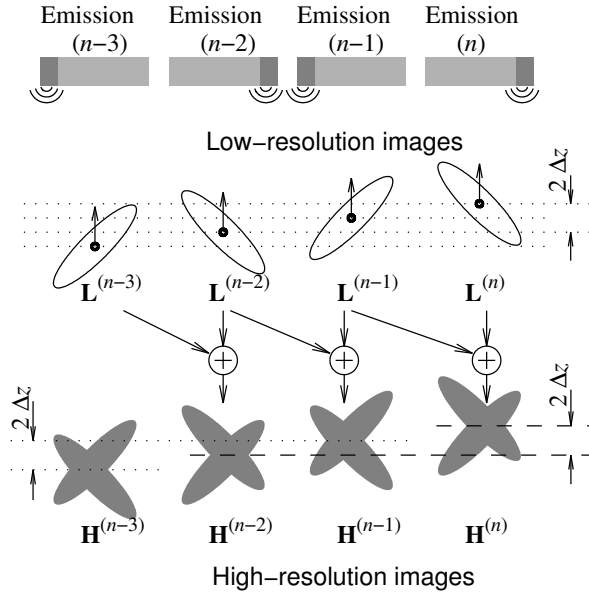 Emission Emission Emission Emission
(n−3) (n−2) (n−1) (n)
Low−resolution images
2 Δz
L(n−3) L(n−2) L(n−1) L(n)
+ + +
2 Δz
H(n−3) H(n−2) H(n−1) H(n)
2 Δz
High−resolution images